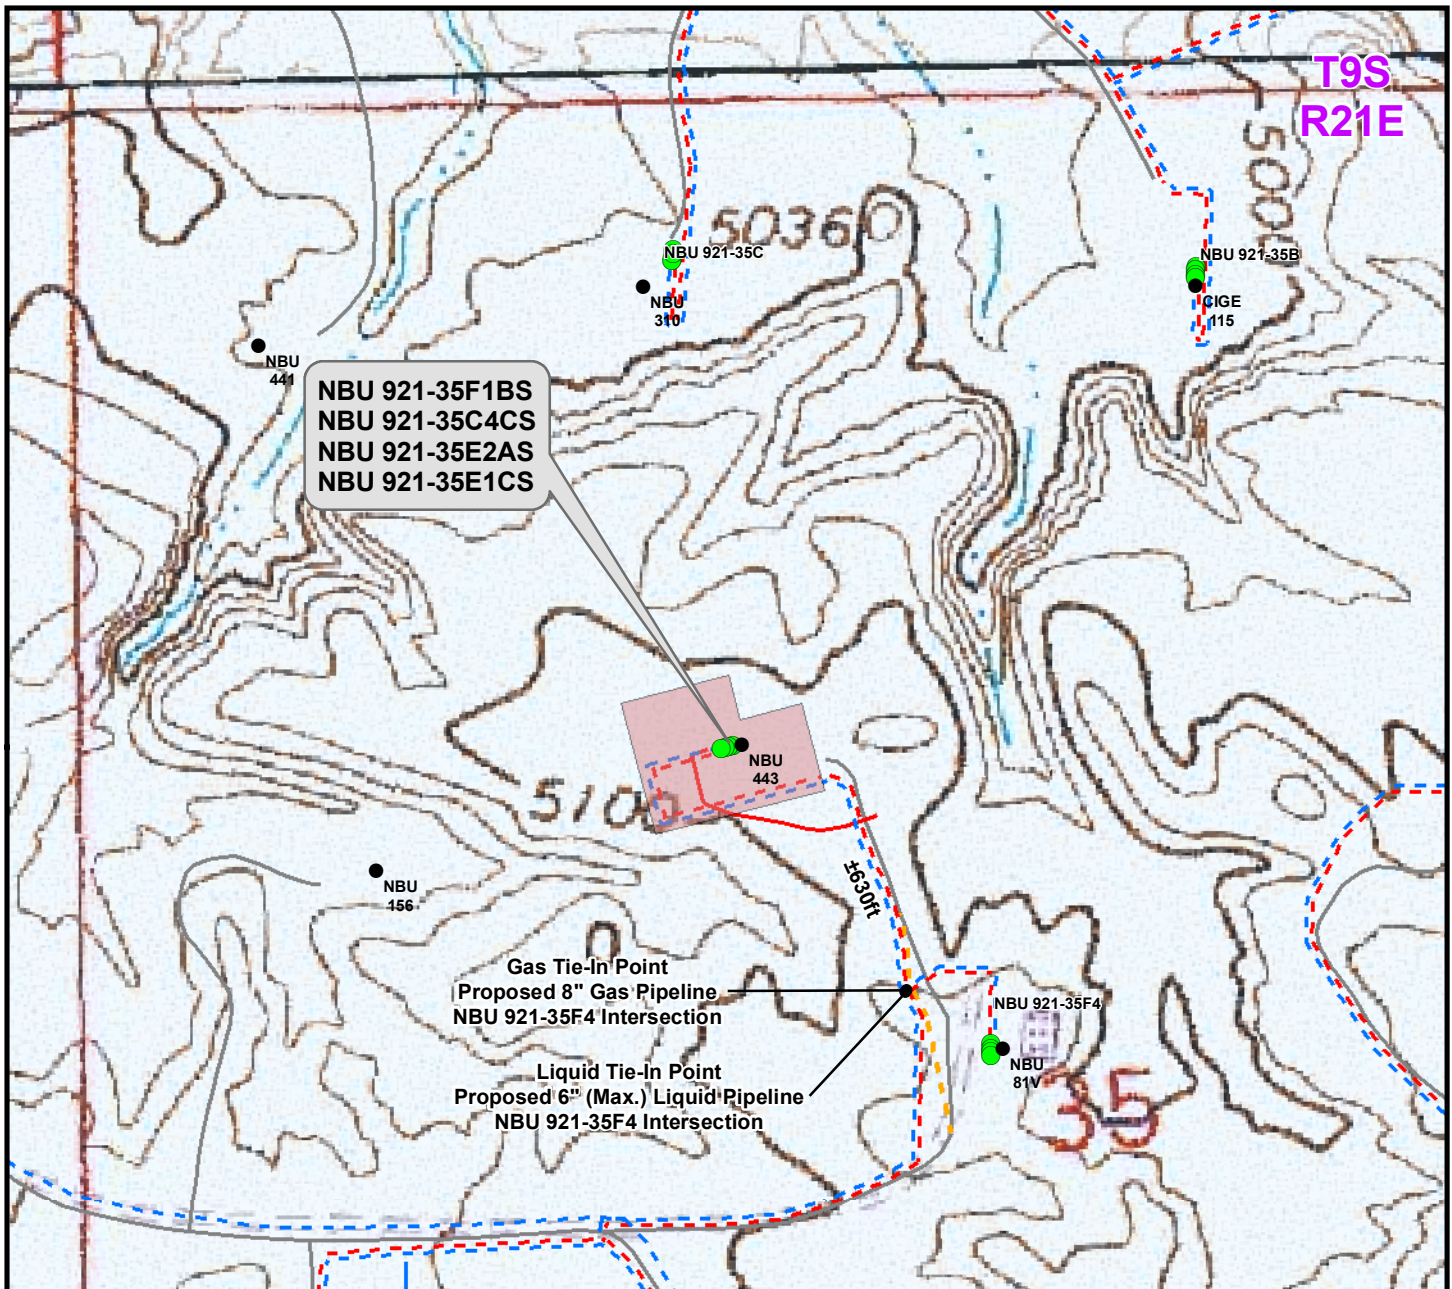 T9S
R21E
5000
5036
NBU 921-35C
NBU 921-35B
NBU
310
CIGE
115
NBU
441
NBU 921-35F1BS
NBU 921-35C4CS
NBU 921-35E2AS
NBU 921-35E1CS
NBU
443
5100
±630ft
NBU
156
Gas Tie-In Point
Proposed 8" Gas Pipeline
NBU 921-35F4 Intersection
NBU 921-35F4
NBU
81V
Liquid Tie-In Point
Proposed 6" (Max.) Liquid Pipeline
NBU 921-35F4 Intersection
35